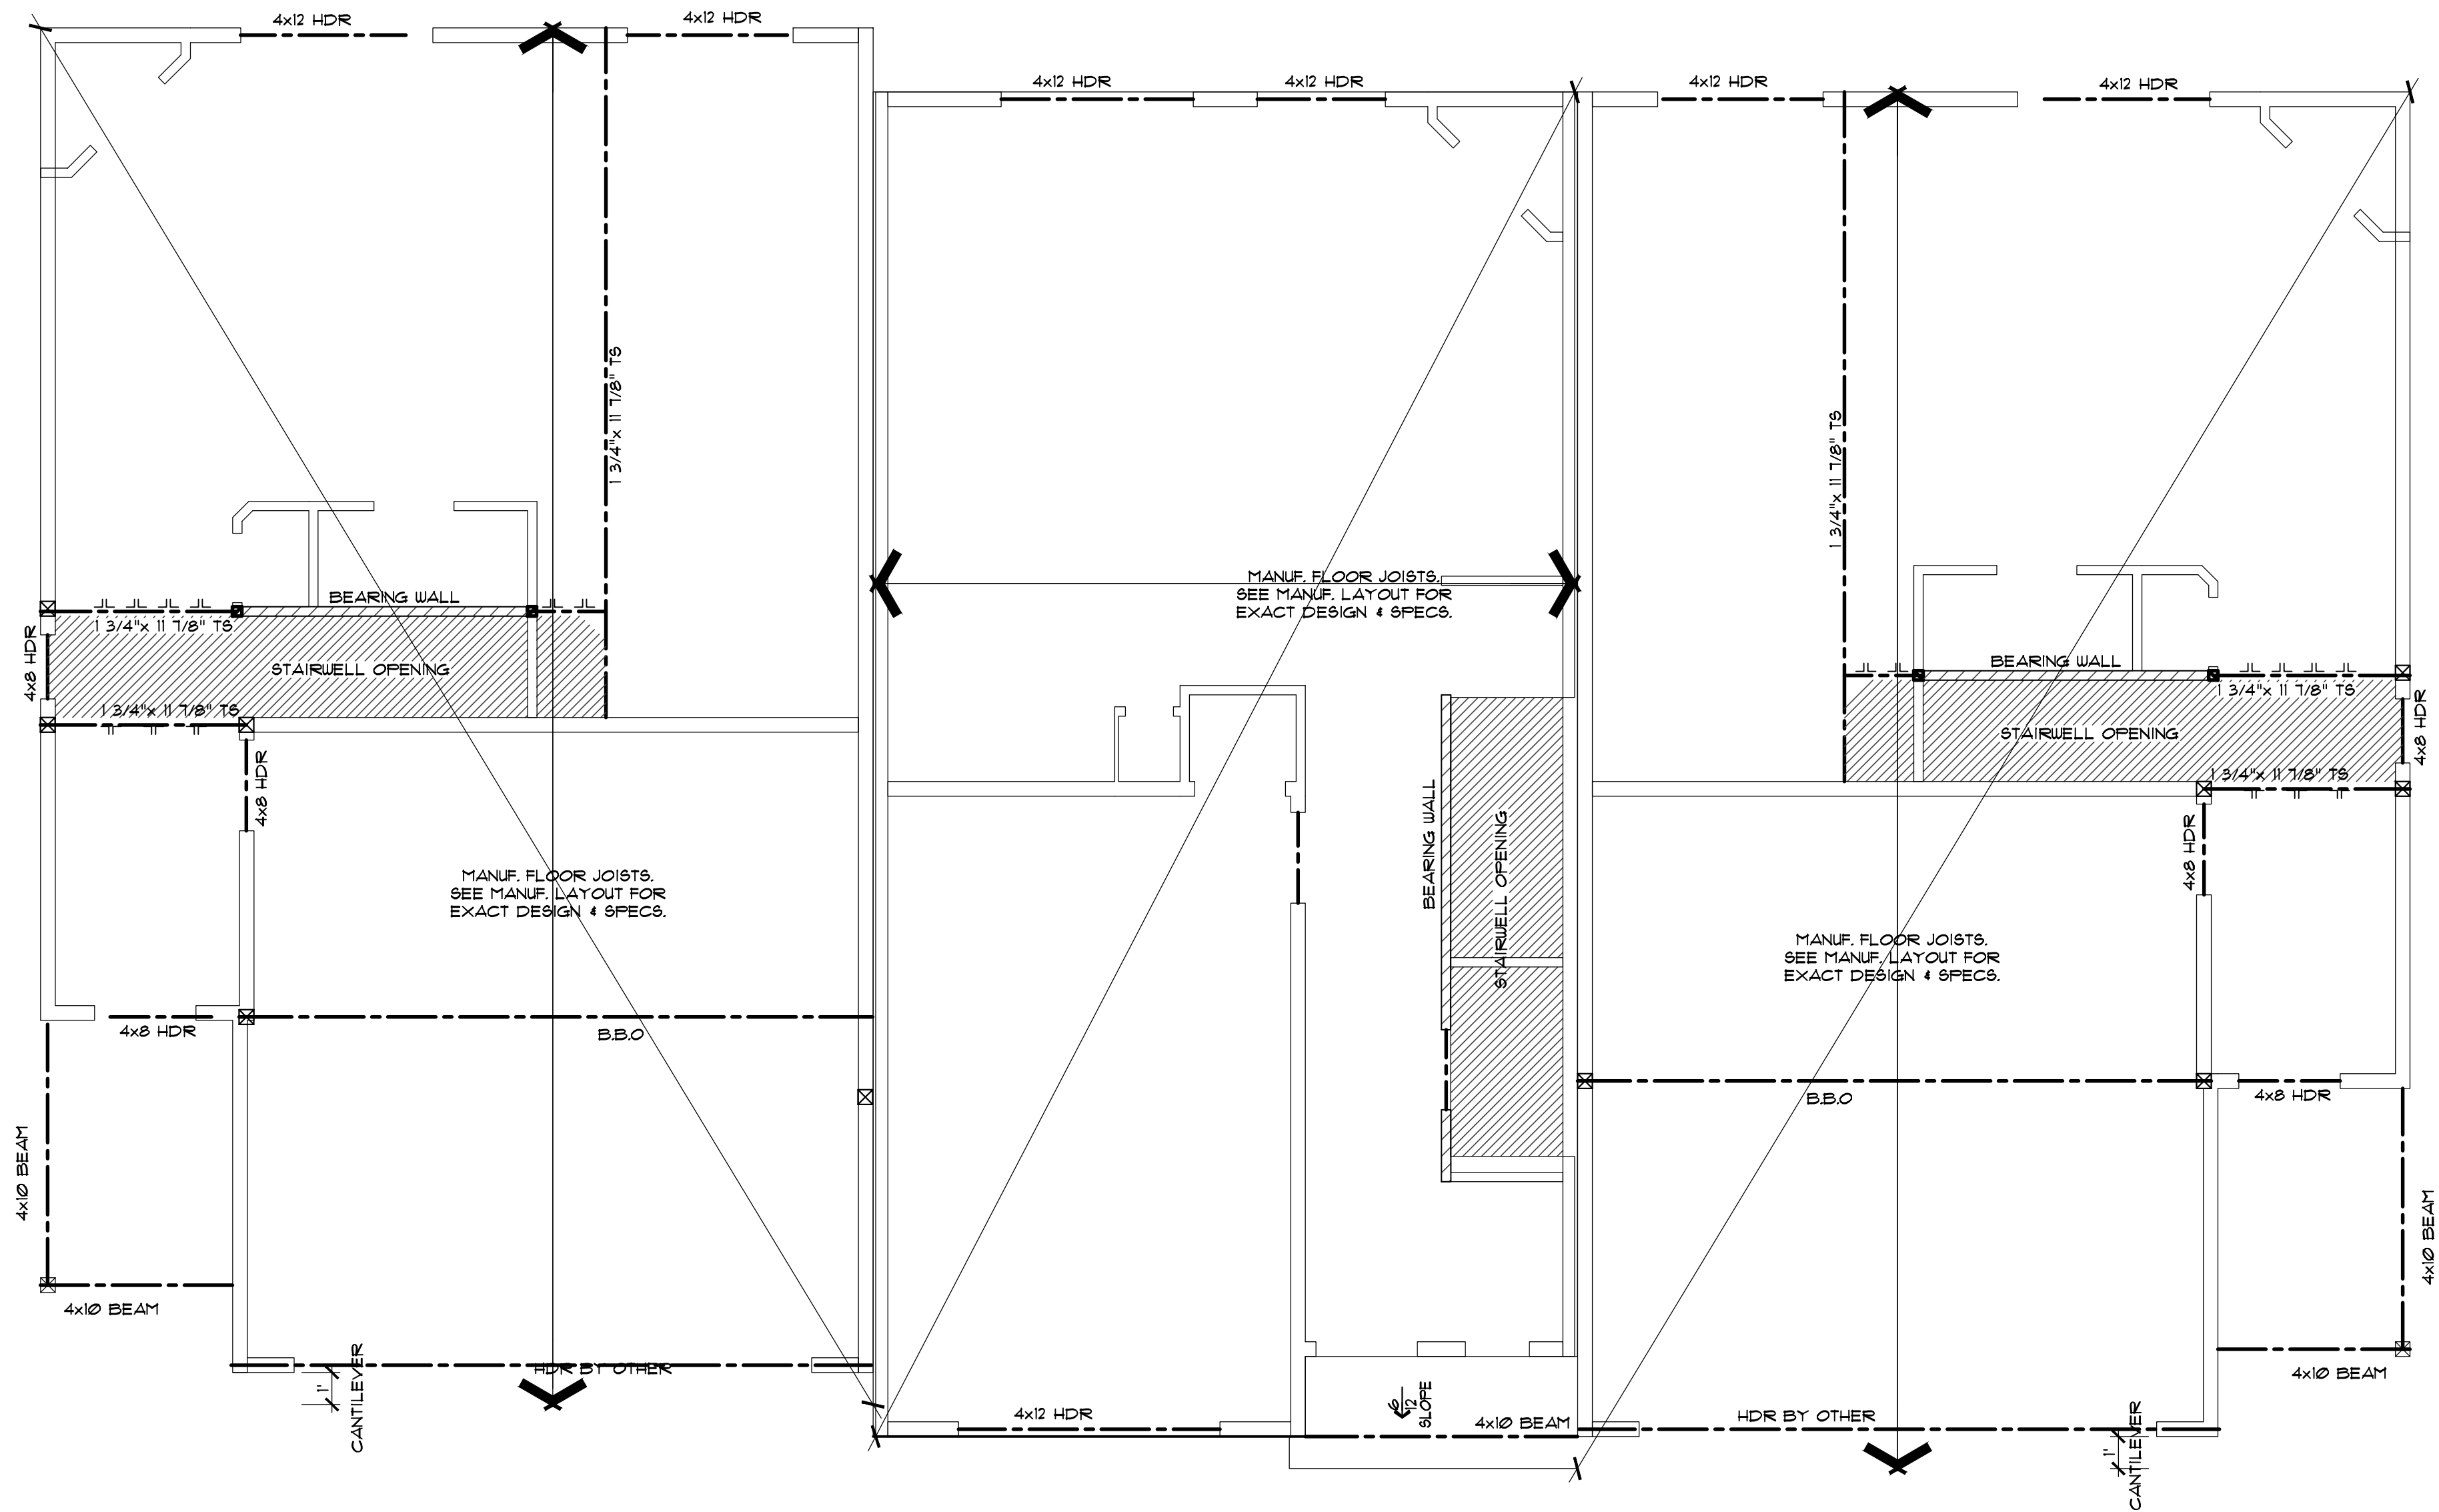 4x12 HDR
4x12 HDR
4x12 HDR
4x12 HDR
4x12 HDR
4x12 HDR
1 3/4"x 11 7/8" TS
1 3/4"x 11 7/8" TS
MANUF. FLOOR JOISTS.
SEE MANUF. LAYOUT FOR
EXACT DESIGN & SPECS.
BEARING WALL
1 3/4"x 11 7/8" TS
4x8 HDR
STAIRWELL OPENING
1 3/4"x 11 7/8" TS
BEARING WALL
1 3/4"x 11 7/8" TS
4x8 HDR
STAIRWELL OPENING
1 3/4"x 11 7/8" TS
4x8 HDR
BEARING WALL
STAIRWELL OPENING
4x8 HDR
MANUF. FLOOR JOISTS.
SEE MANUF. LAYOUT FOR
EXACT DESIGN & SPECS.
MANUF. FLOOR JOISTS.
SEE MANUF. LAYOUT FOR
EXACT DESIGN & SPECS.
4x8 HDR
B.B.O
B.B.O
4x8 HDR
4x10 BEAM
4x10 BEAM
4x10 BEAM
4x10 BEAM
HDR BY OTHER
1'
CANTILEVER
4x12 HDR
6
12
SLOPE
4x10 BEAM
HDR BY OTHER
1'
CANTILEVER